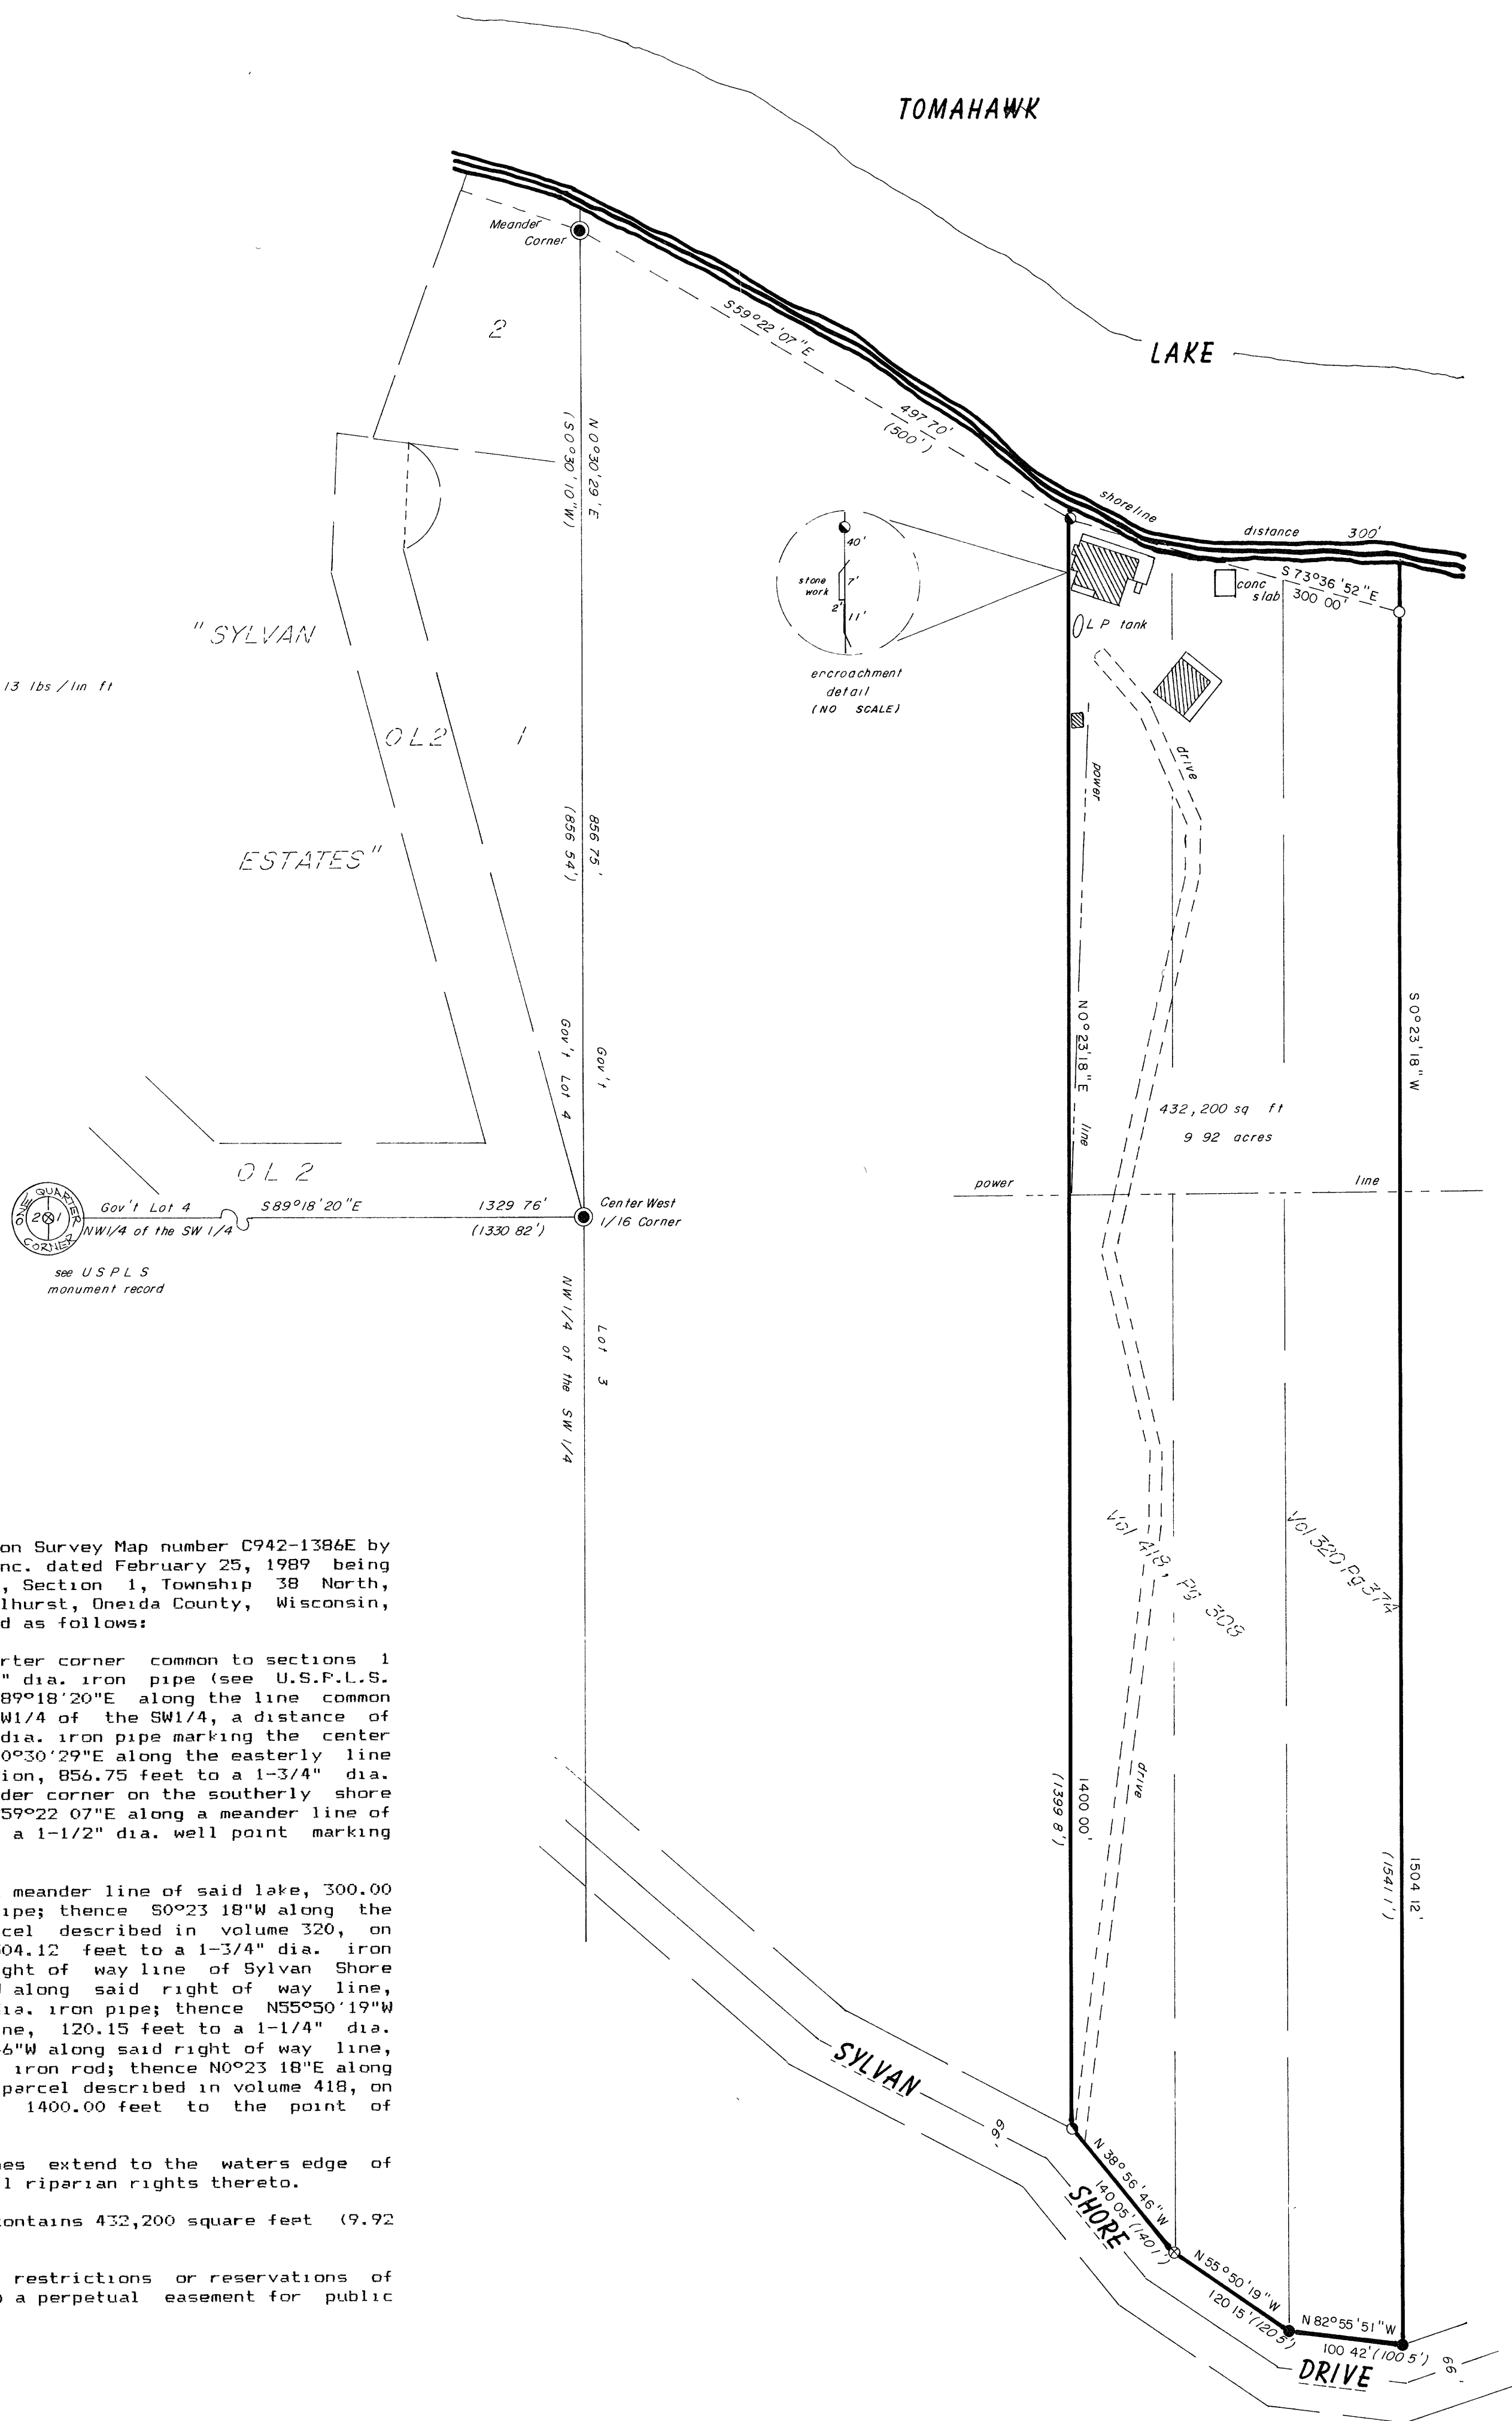 TOMAHAWK
LAKE
Meander
Corner
2
S59°22'07"E
497 70'
(500')
N 0°30'29"E
(S 0°30'10"W)
shoreline
distance 300'
S 73°36'52"E
300 00'
conc
slab
40'
stone
work
7'
2'
11'
encroachment
detail
(NO SCALE)
L P tank
"SYLVAN
ESTATES"
13 lbs / lin ft
OL2
1
power
drive
856 75'
(856 54')
N 0°23'18"E
line
S 0°23'18"W
Gov't
Gov't Lot 4
432,200 sq ft
9 92 acres
OL 2
power
line
ONE QUARTER
2 1
CORNER
Gov't Lot 4
NW1/4 of the SW 1/4
S89°18'20"E
1329 76'
(1330 82')
Center West
1/16 Corner
see U S P L S
monument record
NW 1/4 of the SW 1/4
Lot 3
Vol 418, Pg 308
Vol 320 Pg 374
on Survey Map number C942-1386E by
nc. dated February 25, 1989 being
, Section 1, Township 38 North,
lhurst, Oneida County, Wisconsin,
d as follows:
rter corner common to sections 1
" dia. iron pipe (see U.S.P.L.S.
89°18'20"E along the line common
W1/4 of the SW1/4, a distance of
dia. iron pipe marking the center
0°30'29"E along the easterly line
ion, 856.75 feet to a 1-3/4" dia.
der corner on the southerly shore
59°22 07"E along a meander line of
a 1-1/2" dia. well point marking
meander line of said lake, 300.00
ipe; thence S0°23 18"W along the
cel described in volume 320, on
04.12 feet to a 1-3/4" dia. iron
ght of way line of Sylvan Shore
along said right of way line,
ia. iron pipe; thence N55°50'19"W
ne, 120.15 feet to a 1-1/4" dia.
6"W along said right of way line,
iron rod; thence N0°23 18"E along
parcel described in volume 418, on
1400.00 feet to the point of
es extend to the waters edge of
l riparian rights thereto.
ontains 432,200 square feet (9.92
restrictions or reservations of
a perpetual easement for public
drive
1400 00'
(1399 8')
1504 12'
(1541 1')
SYLVAN
66'
SHORE
DRIVE
N 38°56'46"W
140 05' (140 1')
N 55°50'19"W
120 15' (120 5')
N 82°55'51"W
100 42' (100 5')
66'